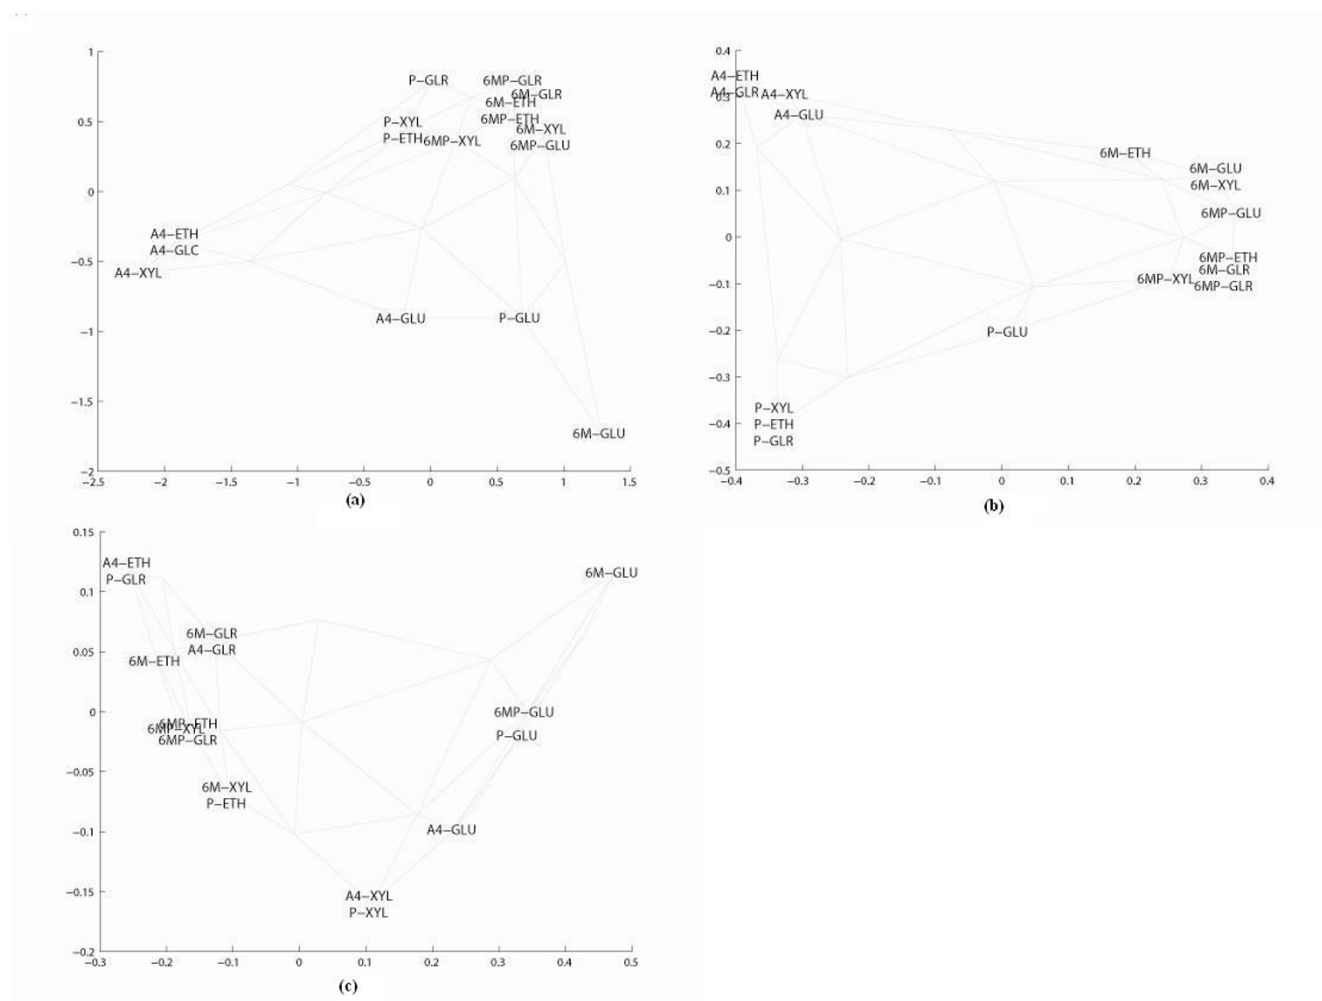 1
P−GLR 6MP−GLR
6M−GLR
6M−ETH
0.5 P−XYL 6MP−ETH
6M−XYL
P−ETH 6MP−XYL 6MP−GLU
0
A4−ETH
A4−GLC
−0.5
A4−XYL
−1 A4−GLU P−GLU
−1.5
6M−GLU
−2
−2.5 −2 −1.5 −1 −0.5 0 0.5 1 1.5
(a)
0.4
A4−ETH
A4−GLR A4−XYL
0.3
A4−GLU
0.2
6M−ETH
6M−GLU
0.1 6M−XYL
6MP−GLU
0
6MP−ETH
6M−GLR
−0.1 6MP−XYL 6MP−GLR
−0.2 P−GLU
−0.3
P−XYL
−0.4 P−ETH
P−GLR
−0.5
−0.4 −0.3 −0.2 −0.1 0 0.1 0.2 0.3 0.4
(b)
0.15
A4−ETH
P−GLR 6M−GLU
0.1
6M−GLR
0.05 A4−GLR
6M−ETH
0 6MP−GLU
6MP−ETH
6MP−XYL
6MP−GLR P−GLU
−0.05
6M−XYL
P−ETH
−0.1 A4−GLU
−0.15 A4−XYL
P−XYL
−0.2
−0.3 −0.2 −0.1 0 0.1 0.2 0.3 0.4 0.5
(c)